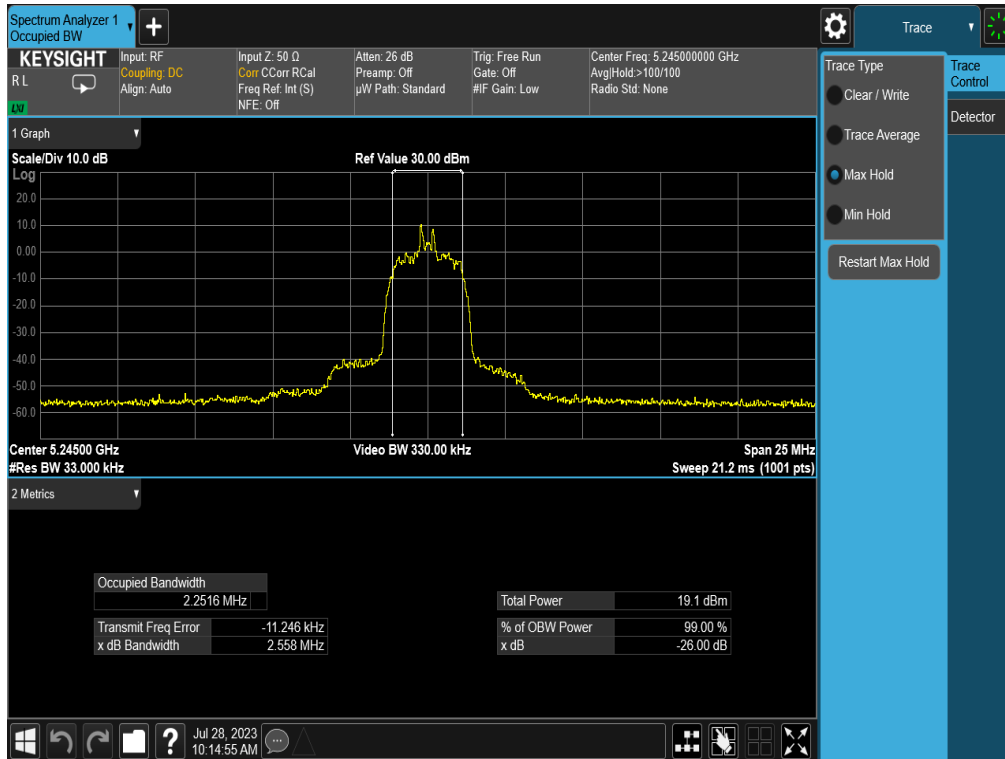 Spectrum Analyzer 1
Occupied BW
+
Trace
KEYSIGHT
R L
LXI
Input: RF
Coupling: DC
Align: Auto
Input Z: 50 Ω
Corr CCorr RCal
Freq Ref: Int (S)
NFE: Off
Atten: 26 dB
Preamp: Off
µW Path: Standard
Trig: Free Run
Gate: Off
#IF Gain: Low
Center Freq: 5.245000000 GHz
Avg|Hold:>100/100
Radio Std: None
Trace Type
Clear / Write
Trace Average
Max Hold
Min Hold
Restart Max Hold
Trace
Control
Detector
1 Graph
Scale/Div 10.0 dB
Ref Value 30.00 dBm
Log
20.0
10.0
0.00
-10.0
-20.0
-30.0
-40.0
-50.0
-60.0
Center 5.24500 GHz
Video BW 330.00 kHz
Span 25 MHz
#Res BW 33.000 kHz
Sweep 21.2 ms (1001 pts)
2 Metrics
Occupied Bandwidth
2.2516 MHz
Total Power 19.1 dBm
Transmit Freq Error -11.246 kHz
% of OBW Power 99.00 %
x dB Bandwidth 2.558 MHz
x dB -26.00 dB
?
Jul 28, 2023
10:14:55 AM